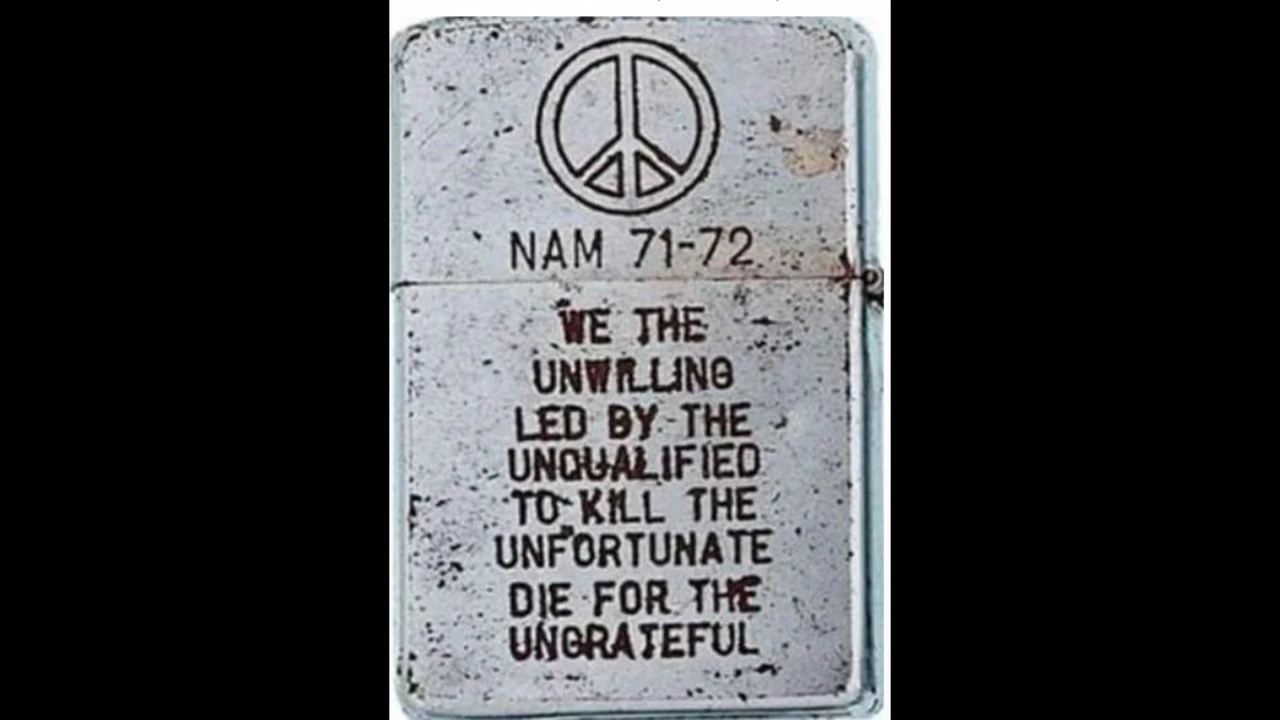 NAM 71-72
WE THE
UNWILLING
LED BY THE
UNQUALIFIED
TO KILL THE
UNFORTUNATE
DIE FOR THE
UNGRATEFUL